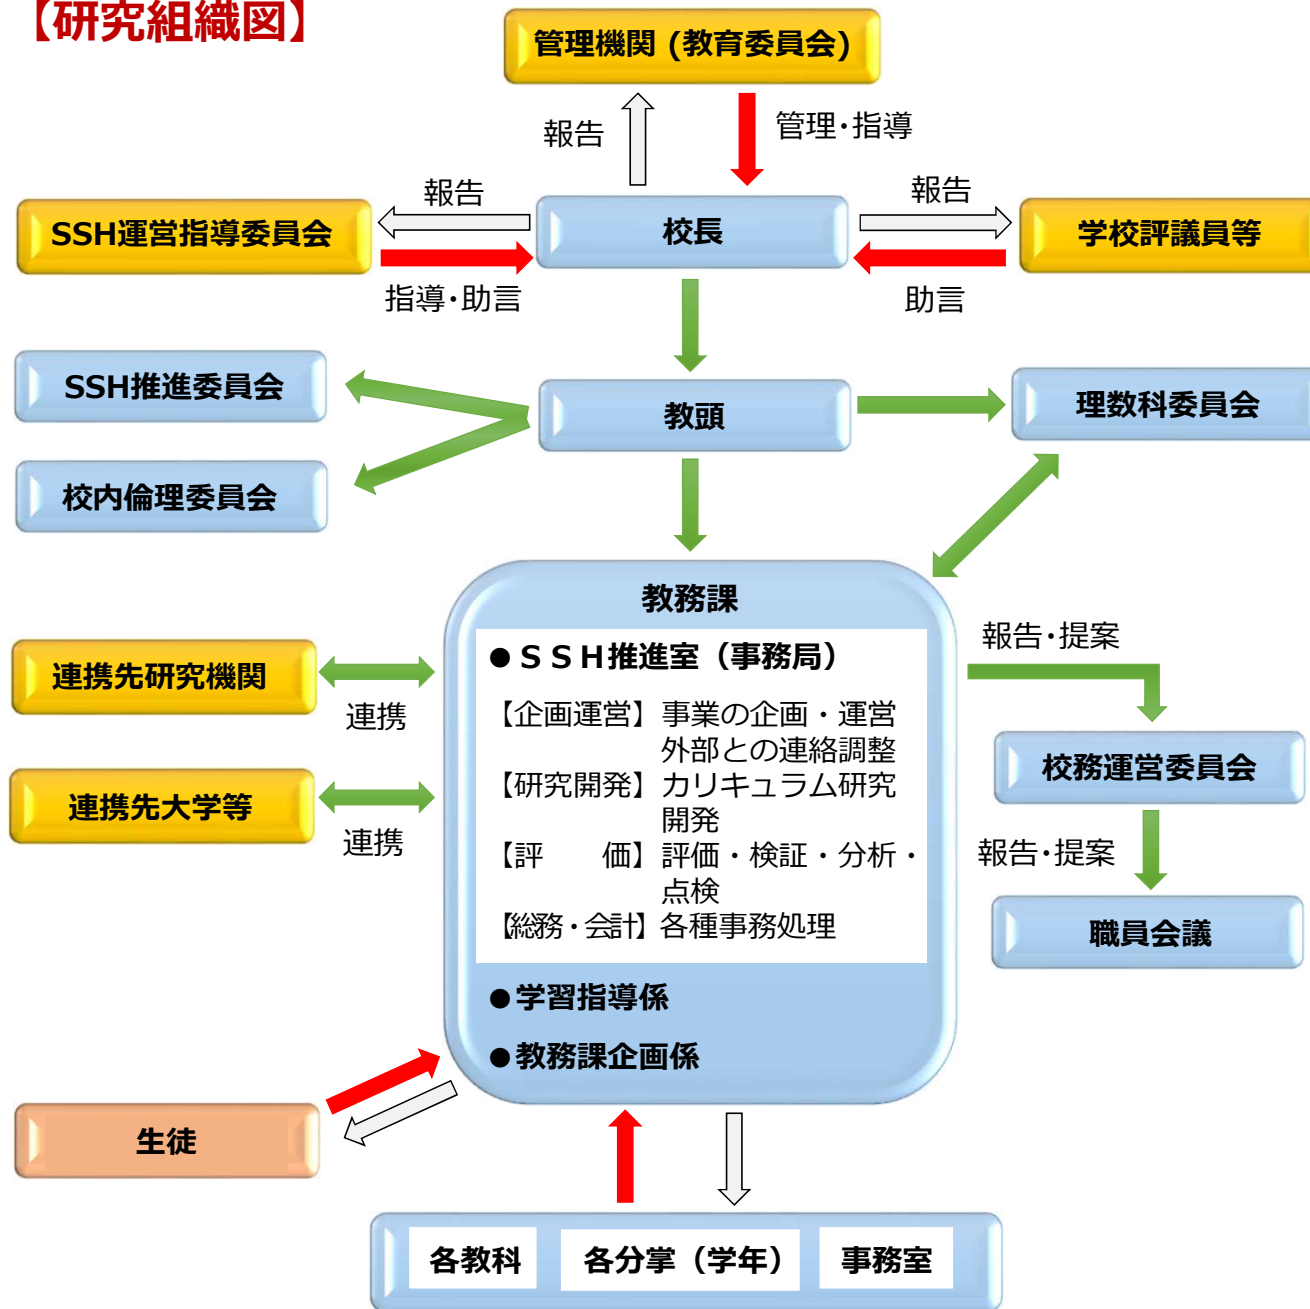 【研究組織図】
管理機関 (教育委員会)
報告
管理・指導
報告
報告
SSH運営指導委員会
校長
学校評議員等
指導・助言
助言
SSH推進委員会
教頭
理数科委員会
校内倫理委員会
教務課
報告・提案
●ＳＳH推進室（事務局）
連携先研究機関
連携
【企画運営】事業の企画・運営
外部との連絡調整
校務運営委員会
【研究開発】カリキュラム研究
開発
連携先大学等
連携
【評　　価】評価・検証・分析・
点検
報告・提案
【総務・会計】各種事務処理
職員会議
●学習指導係
●教務課企画係
生徒
各教科
各分掌（学年）
事務室